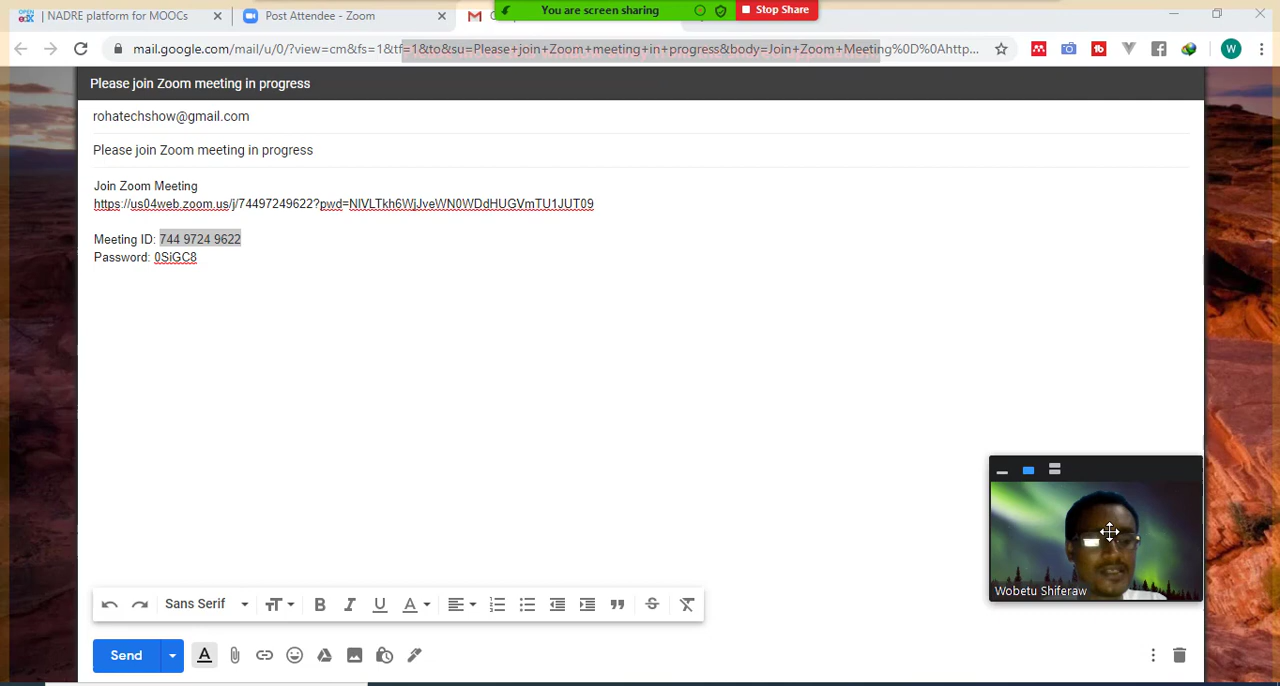 | NADRE platform for MOOCs
Post Attendee - Zoom
You are screen sharing
Stop Share
mail.google.com/mail/u/0/?view=cm&fs=1&tf=1&to&su=Please+join+Zoom+meeting+in+progress&body=Join+Zoom+Meeting%0D%0Ahttp...
W
Please join Zoom meeting in progress
rohatechshow@gmail.com
Please join Zoom meeting in progress
Join Zoom Meeting
https://us04web.zoom.us/j/74497249622?pwd=NlVLTkh6WjJveWN0WDdHUGVmTU1JUT09
Meeting ID: 744 9724 9622
Password: 0SiGC8
Wobetu Shiferaw
Sans Serif
Send